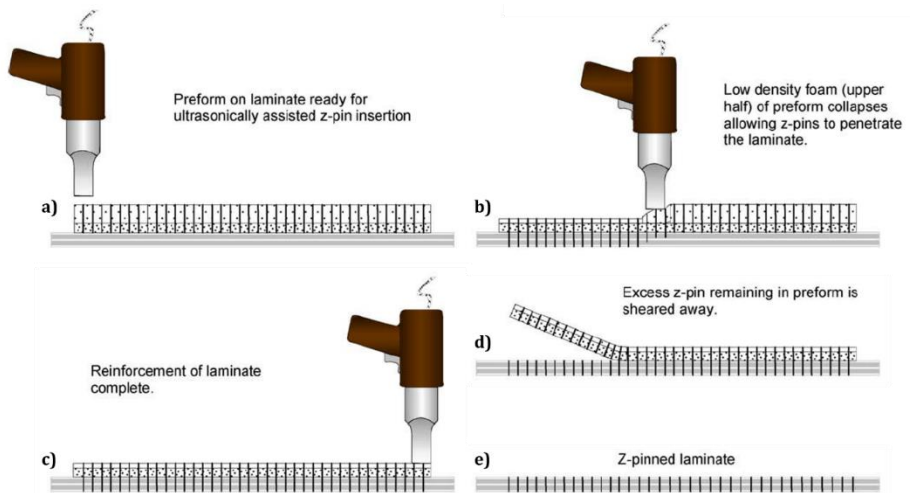 Preform on laminate ready for
ultrasonically assisted z-pin insertion
a)
Low density foam (upper
half) of preform collapses
allowing z-pins to penetrate
the laminate.
b)
Reinforcement of laminate
complete.
c)
Excess z-pin remaining in preform is
sheared away.
d)
Z-pinned laminate
e)